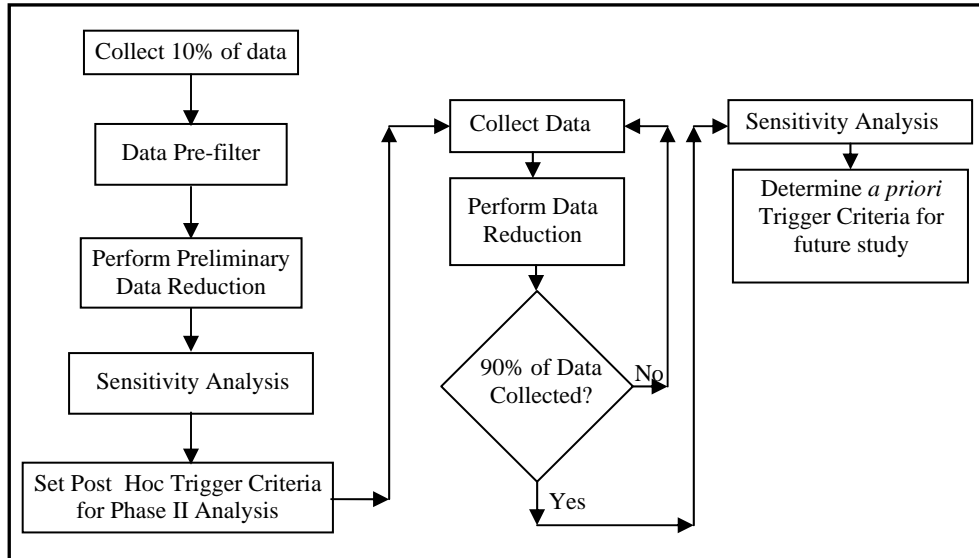 Collect 10% of data
Data Pre-filter
Perform Preliminary
Data Reduction
Sensitivity Analysis
Set Post Hoc Trigger Criteria
for Phase II Analysis
Collect Data
Perform Data
Reduction
90% of Data
Collected?
No
Yes
Sensitivity Analysis
Determine a priori
Trigger Criteria for
future study